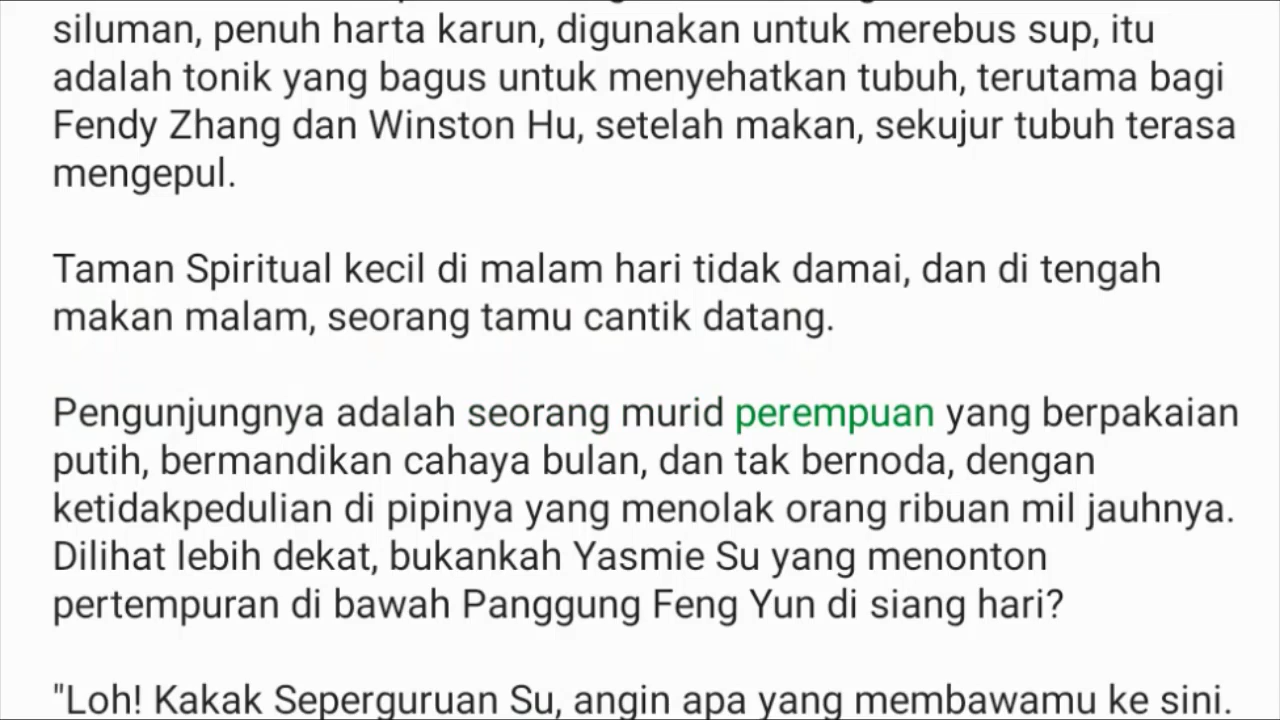 siluman, penuh harta karun, digunakan untuk merebus sup, itu
adalah tonik yang bagus untuk menyehatkan tubuh, terutama bagi
Fendy Zhang dan Winston Hu, setelah makan, sekujur tubuh terasa
mengepul.
Taman Spiritual kecil di malam hari tidak damai, dan di tengah
makan malam, seorang tamu cantik datang.
Pengunjungnya adalah seorang murid perempuan yang berpakaian
putih, bermandikan cahaya bulan, dan tak bernoda, dengan
ketidakpedulian di pipinya yang menolak orang ribuan mil jauhnya.
Dilihat lebih dekat, bukankah Yasmie Su yang menonton
pertempuran di bawah Panggung Feng Yun di siang hari?
"Loh! Kakak Seperguruan Su, angin apa yang membawamu ke sini.